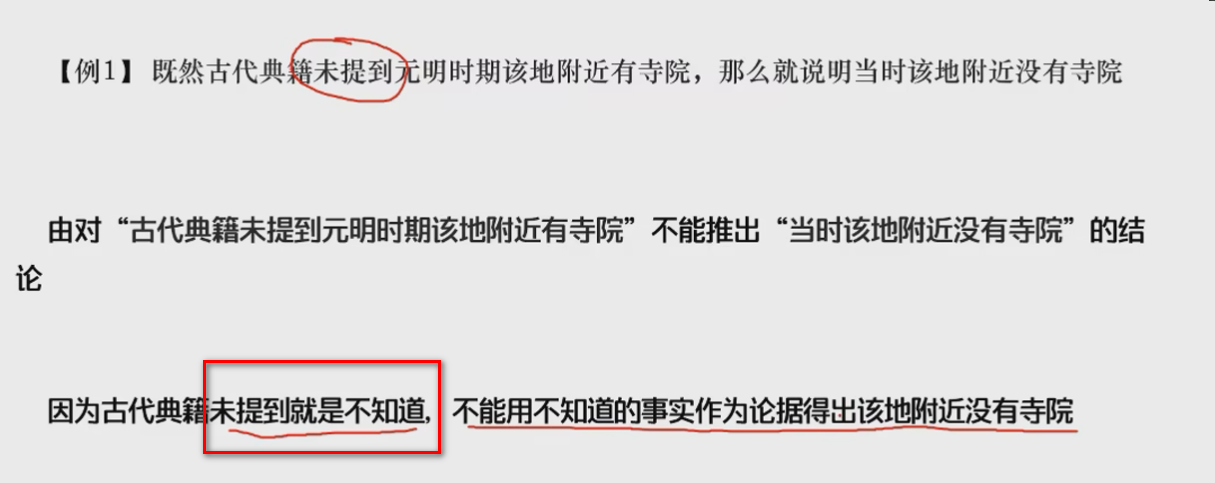 【例1】 既然古代典籍未提到元明时期该地附近有寺院，那么就说明当时该地附近没有寺院
由对“古代典籍未提到元明时期该地附近有寺院”不能推出“当时该地附近没有寺院”的结
论
因为古代典籍未提到就是不知道, 不能用不知道的事实作为论据得出该地附近没有寺院